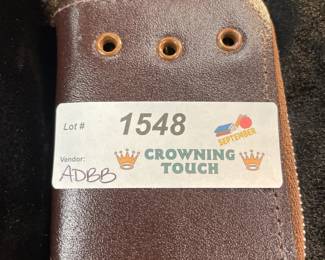 Lot # 1548
SEPTEMBER
Vendor: CROWNING
ADBB TOUCH